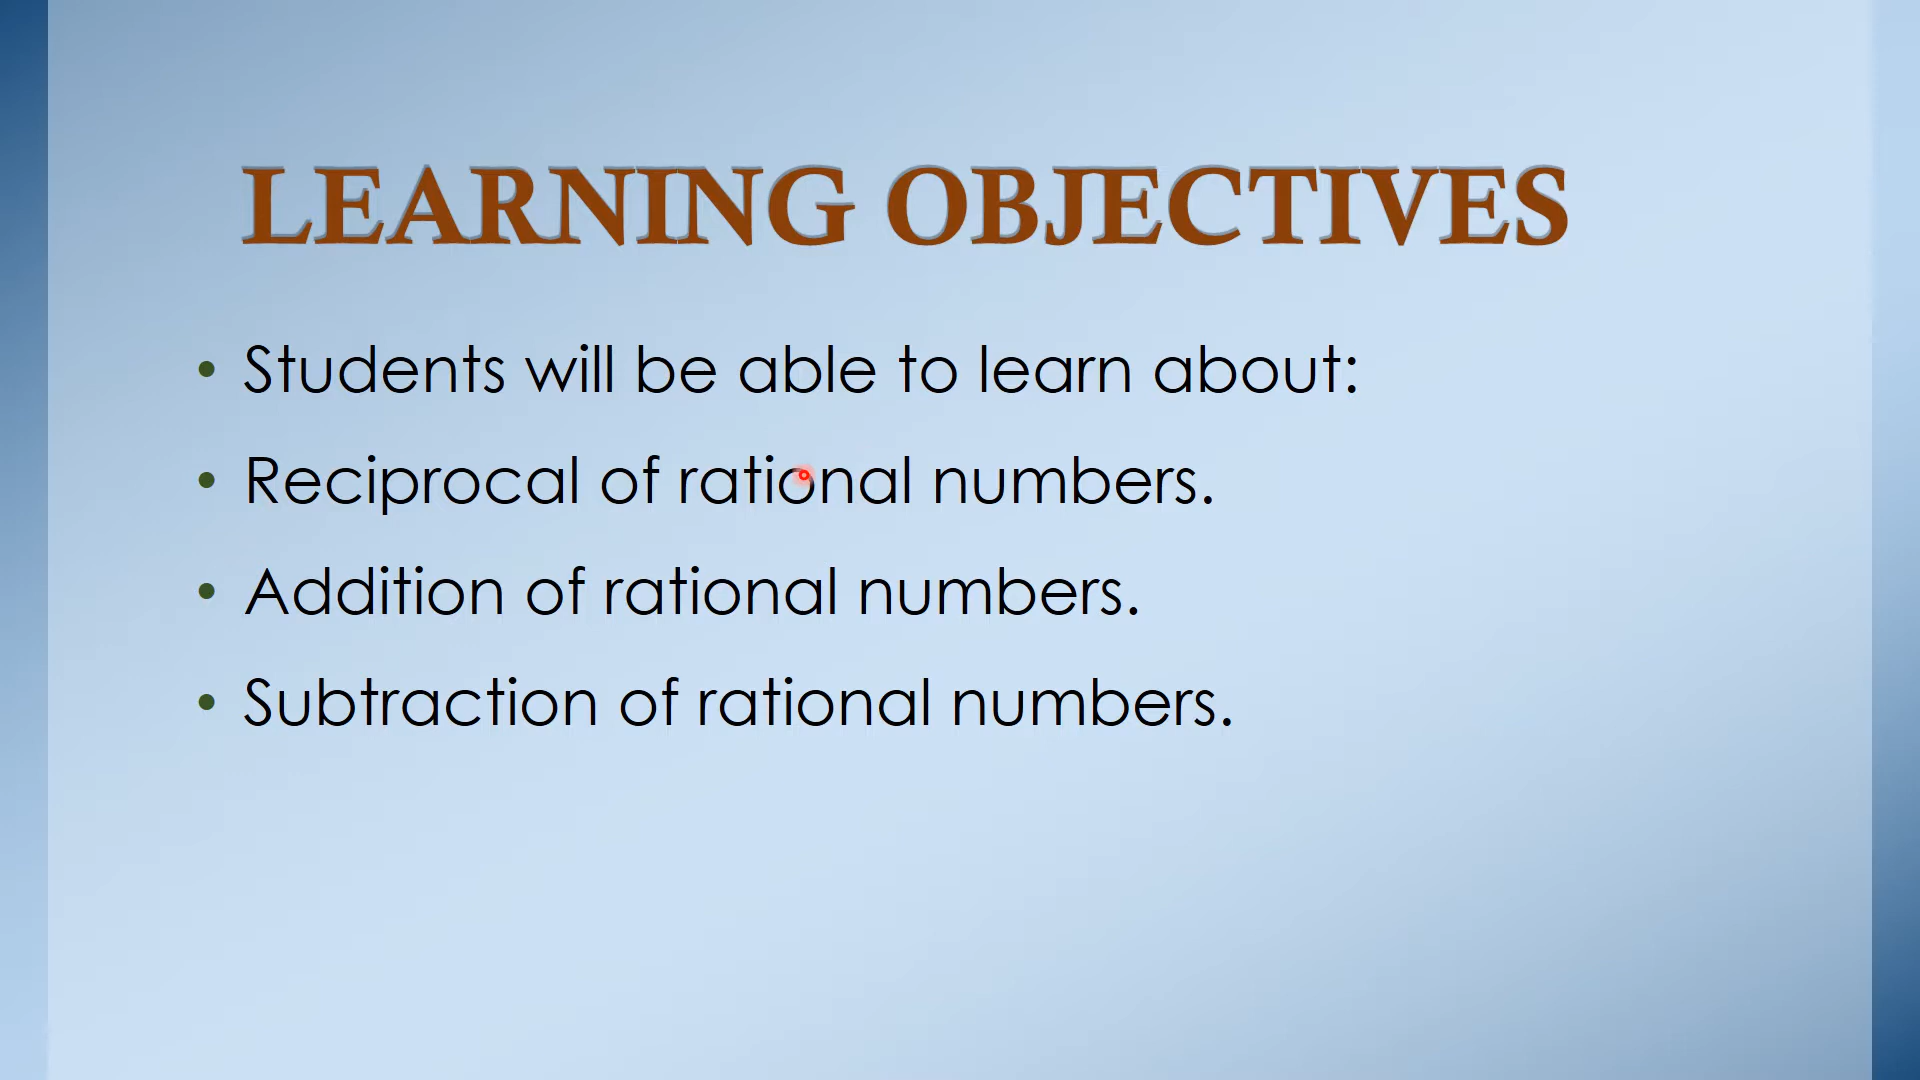 LEARNING OBJECTIVES
• Students will be able to learn about:
• Reciprocal of rational numbers.
• Addition of rational numbers.
• Subtraction of rational numbers.